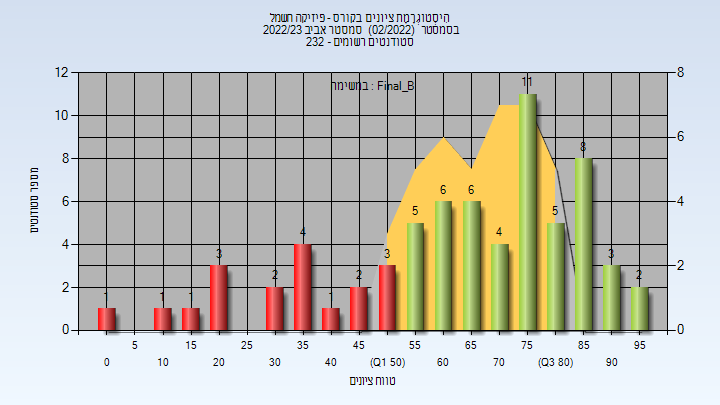 הִיסְטוֹגְרָמַת ציונים בקורס - פיזיקה חשמל
בסמסטר (02/2022) סמסטר אביב 2022/23
סטודנטים רשומים - 232
במשימה : Final_B
12 8
10
8 6
6 4
4
2 2
0 0
11
8
6 6
5 4 5
4
3 3 3
2 2 2
1 1 1 1
מספר סטודנטים
5 15 25 35 45 55 65 75 85 95
0 10 20 30 40 (Q1 50) 60 70 (Q3 80) 90
טווח ציונים